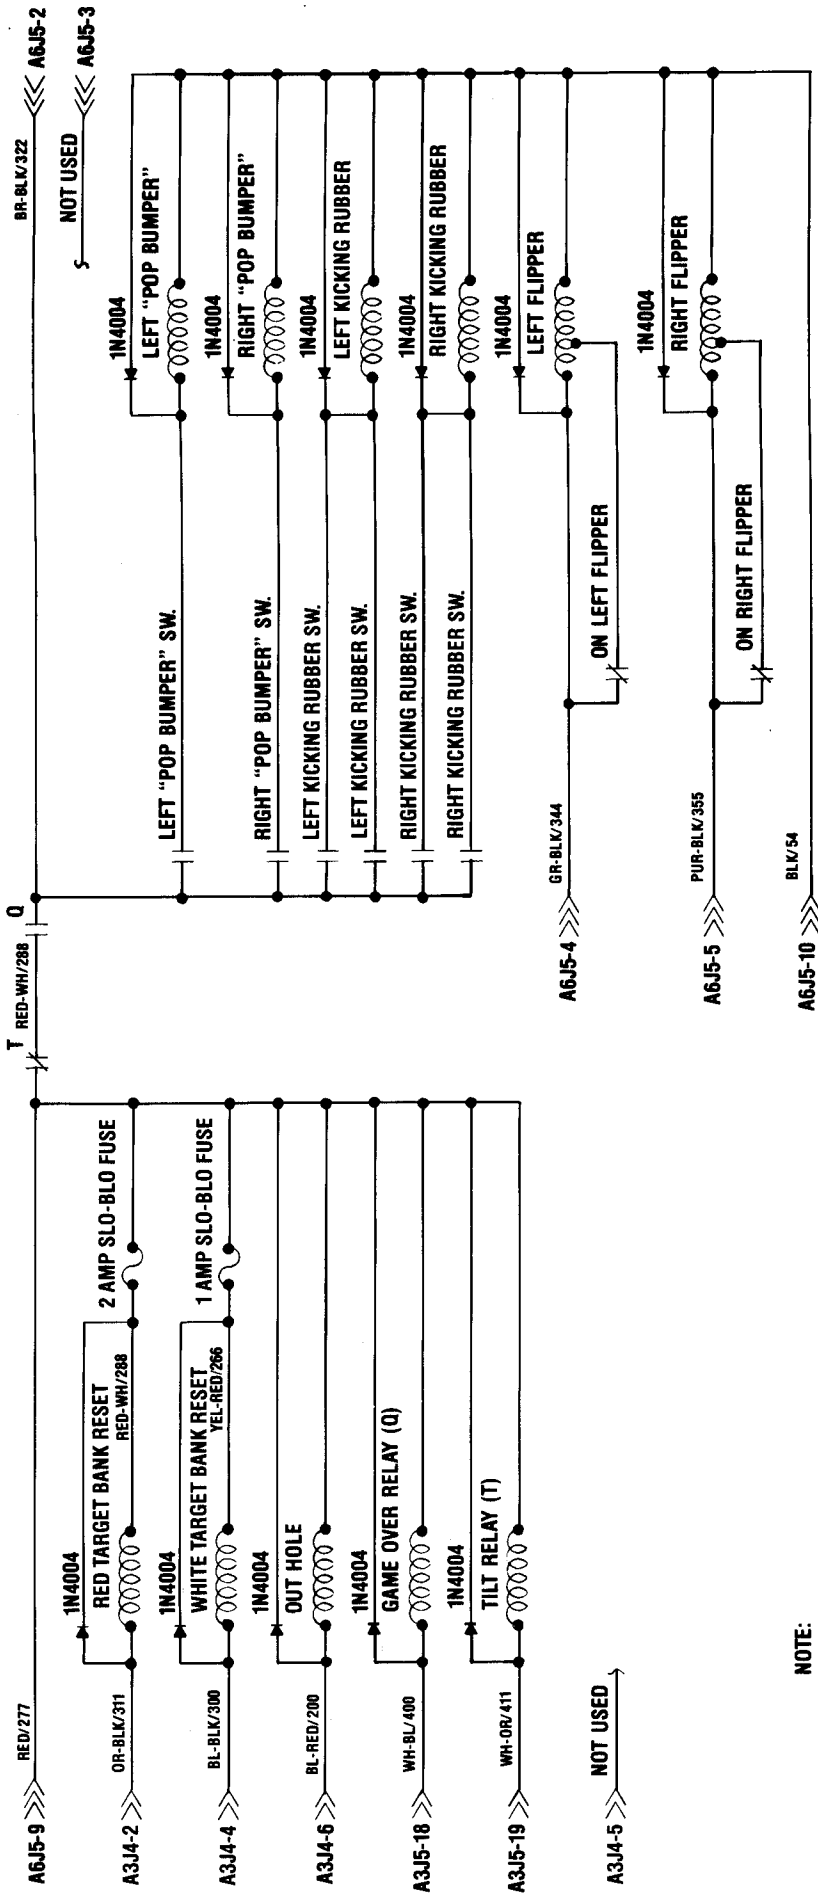 A6J5-9
RED/277
T
RED-WH/288
Q
BR-BLK/322
A6J5-2
NOT USED
A6J5-3
1N4004
RED TARGET BANK RESET
RED-WH/288
2 AMP SLO-BLO FUSE
A3J4-2
OR-BLK/311
1N4004
WHITE TARGET BANK RESET
YEL-RED/266
1 AMP SLO-BLO FUSE
A3J4-4
BL-BLK/300
1N4004
OUT HOLE
A3J4-6
BL-RED/200
1N4004
GAME OVER RELAY (Q)
A3J5-18
WH-BL/400
1N4004
TILT RELAY (T)
A3J5-19
WH-OR/411
A3J4-5
NOT USED
1N4004
LEFT "POP BUMPER" SW.
LEFT "POP BUMPER"
1N4004
RIGHT "POP BUMPER" SW.
RIGHT "POP BUMPER"
1N4004
LEFT KICKING RUBBER SW.
LEFT KICKING RUBBER
LEFT KICKING RUBBER SW.
1N4004
RIGHT KICKING RUBBER SW.
RIGHT KICKING RUBBER
RIGHT KICKING RUBBER SW.
1N4004
LEFT FLIPPER
A6J5-4
GR-BLK/344
ON LEFT FLIPPER
1N4004
RIGHT FLIPPER
A6J5-5
PUR-BLK/355
ON RIGHT FLIPPER
A6J5-10
BLK/54
NOTE: